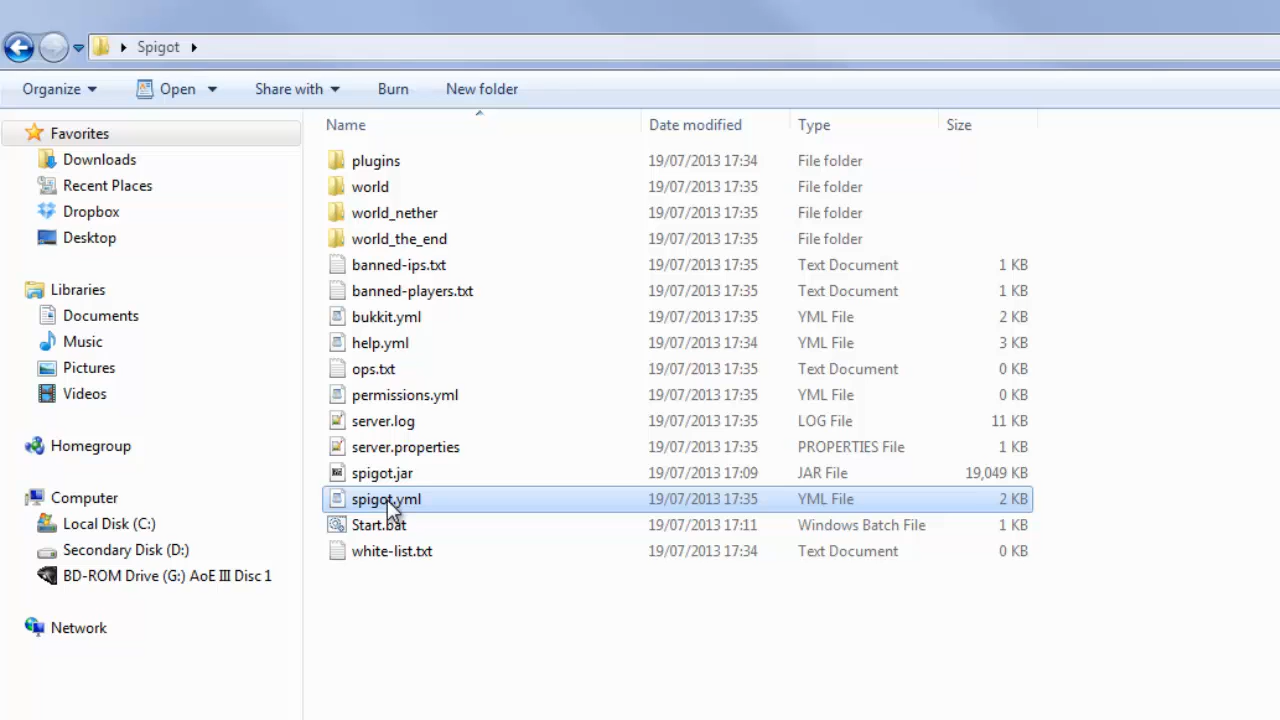 Spigot
Organize Open Share with Burn New folder
Favorites
Downloads
Recent Places
Dropbox
Desktop
Libraries
Documents
Music
Pictures
Videos
Homegroup
Computer
Local Disk (C:)
Secondary Disk (D:)
BD-ROM Drive (G:) AoE III Disc 1
Network
Name Date modified Type Size
plugins 19/07/2013 17:34 File folder
world 19/07/2013 17:35 File folder
world_nether 19/07/2013 17:35 File folder
world_the_end 19/07/2013 17:35 File folder
banned-ips.txt 19/07/2013 17:35 Text Document 1 KB
banned-players.txt 19/07/2013 17:35 Text Document 1 KB
bukkit.yml 19/07/2013 17:35 YML File 2 KB
help.yml 19/07/2013 17:34 YML File 3 KB
ops.txt 19/07/2013 17:35 Text Document 0 KB
permissions.yml 19/07/2013 17:35 YML File 0 KB
server.log 19/07/2013 17:35 LOG File 11 KB
server.properties 19/07/2013 17:35 PROPERTIES File 1 KB
spigot.jar 19/07/2013 17:09 JAR File 19,049 KB
spigot.yml 19/07/2013 17:35 YML File 2 KB
Start.bat 19/07/2013 17:11 Windows Batch File 1 KB
white-list.txt 19/07/2013 17:34 Text Document 0 KB